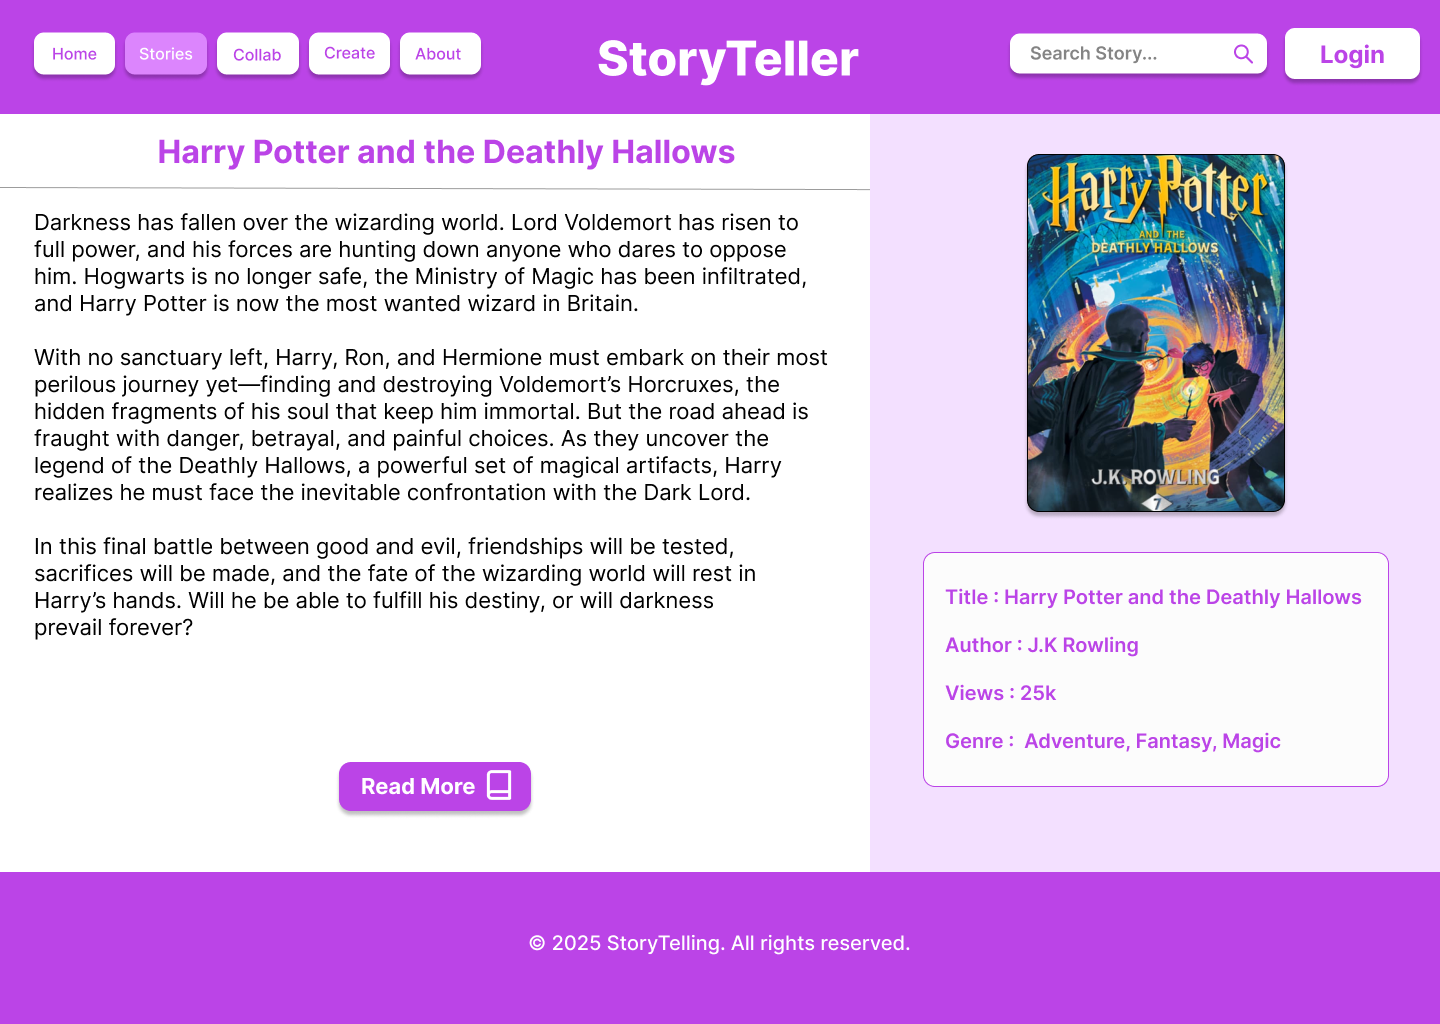 Home
Stories
Collab
Create
About
StoryTeller
Search Story...
Login
Harry Potter and the Deathly Hallows
Darkness has fallen over the wizarding world. Lord Voldemort has risen to
full power, and his forces are hunting down anyone who dares to oppose
him. Hogwarts is no longer safe, the Ministry of Magic has been infiltrated,
and Harry Potter is now the most wanted wizard in Britain.
With no sanctuary left, Harry, Ron, and Hermione must embark on their most
perilous journey yet—finding and destroying Voldemort’s Horcruxes, the
hidden fragments of his soul that keep him immortal. But the road ahead is
fraught with danger, betrayal, and painful choices. As they uncover the
legend of the Deathly Hallows, a powerful set of magical artifacts, Harry
realizes he must face the inevitable confrontation with the Dark Lord.
In this final battle between good and evil, friendships will be tested,
sacrifices will be made, and the fate of the wizarding world will rest in
Harry’s hands. Will he be able to fulfill his destiny, or will darkness
prevail forever?
Read More
Harry Potter
AND THE
DEATHLY HALLOWS
J.K. ROWLING
7
Title : Harry Potter and the Deathly Hallows
Author : J.K Rowling
Views : 25k
Genre :  Adventure, Fantasy, Magic
© 2025 StoryTelling. All rights reserved.